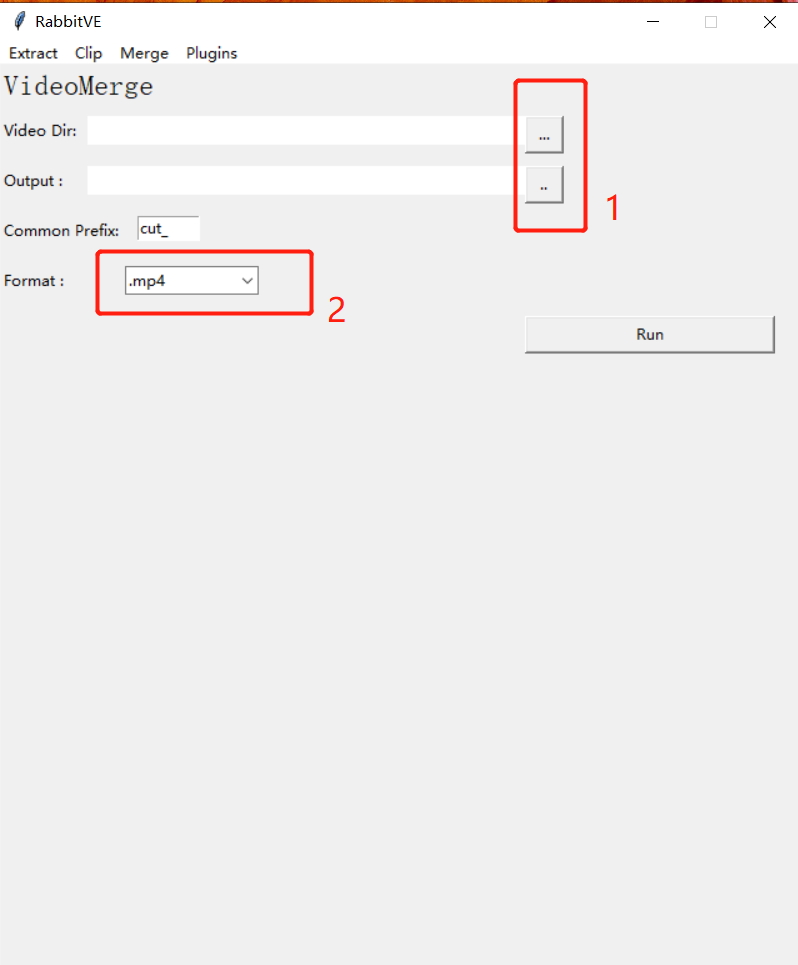 RabbitVE
Extract Clip Merge Plugins
VideoMerge
Video Dir: ...
Output : ..
1
Common Prefix: cut_
Format : .mp4
2
Run